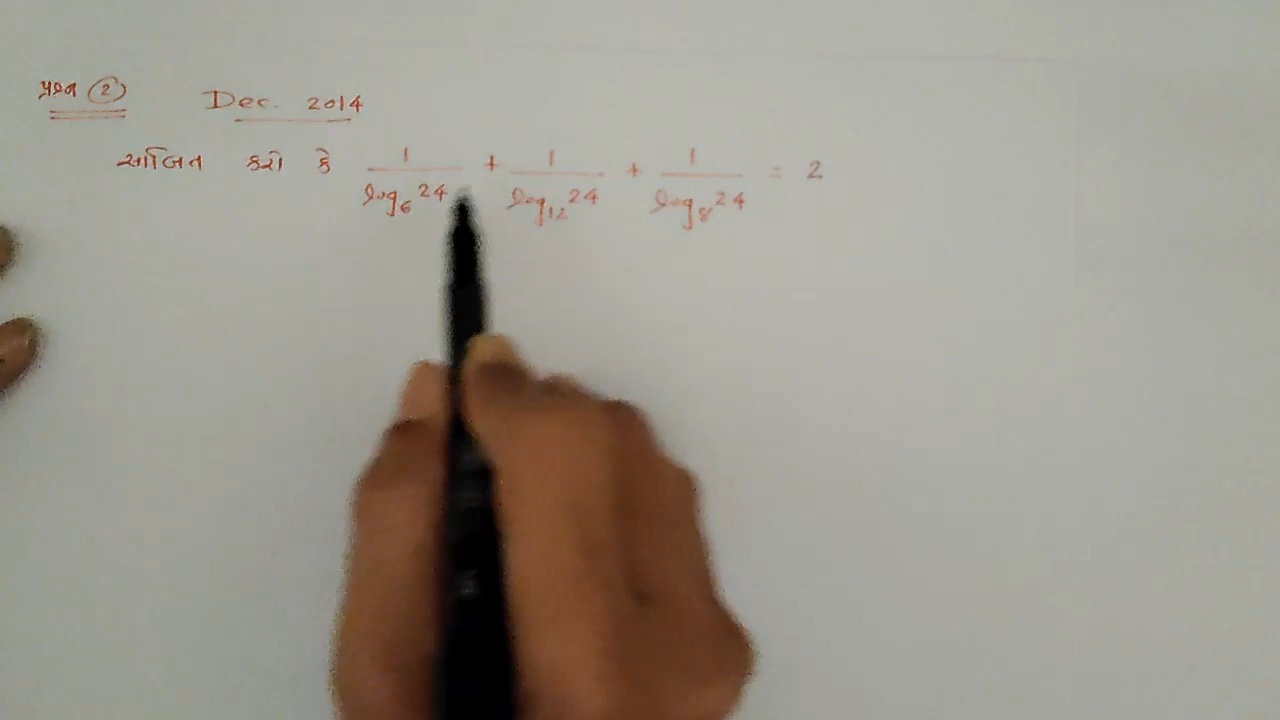 પ્રશ્ન 2 Dec. 2014
સાબિત કરો કે 1/log₆24 + 1/log₁₂24 + 1/log₈24 = 2